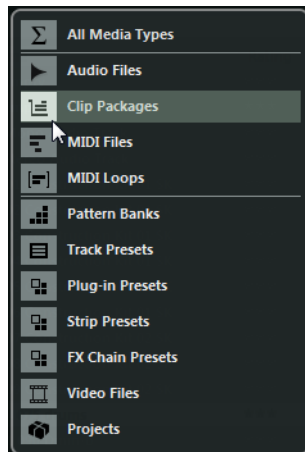 All Media Types
Audio Files
Clip Packages
MIDI Files
MIDI Loops
Pattern Banks
Track Presets
Plug-in Presets
Strip Presets
FX Chain Presets
Video Files
Projects